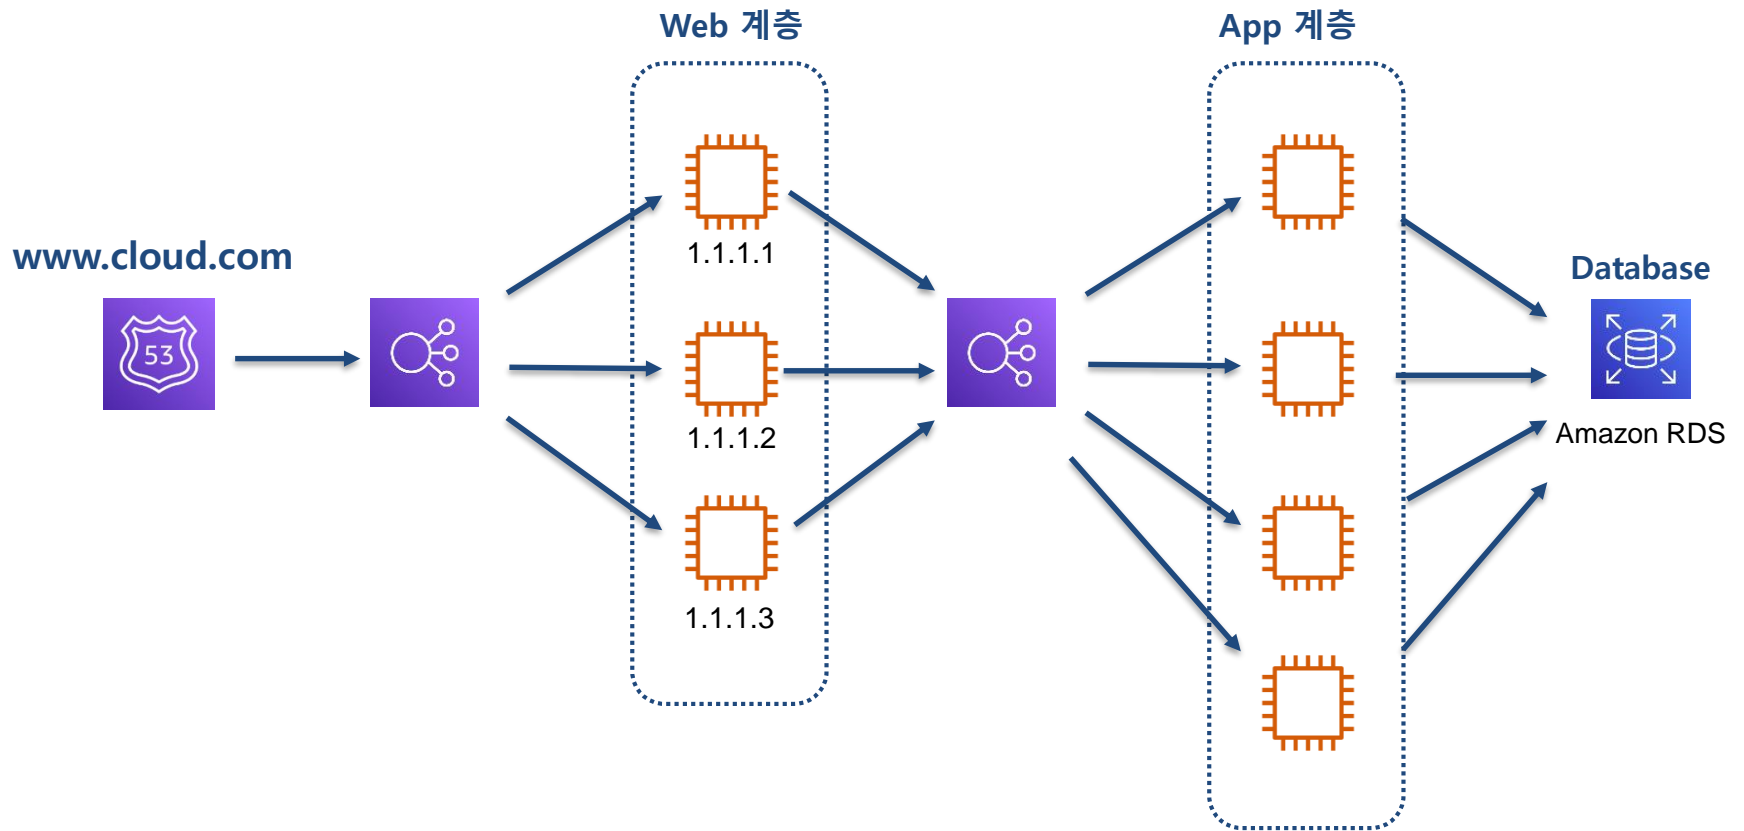 Web 계층
App 계층
www.cloud.com
53
1.1.1.1
1.1.1.2
1.1.1.3
Database
Amazon RDS